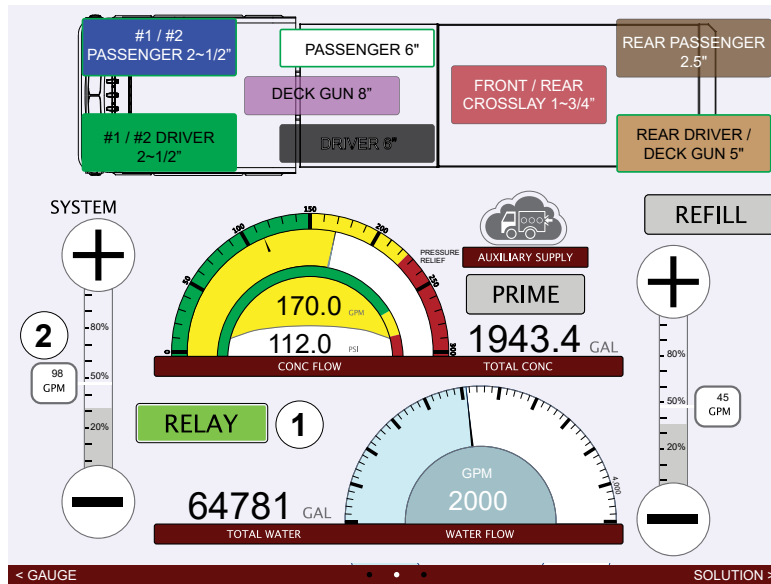 #1 / #2
PASSENGER 2~1/2”
PASSENGER 6"
REAR PASSENGER
2.5"
DECK GUN 8”
FRONT / REAR
CROSSLAY 1~3/4”
#1 / #2 DRIVER
2~1/2”
DRIVER 6"
REAR DRIVER /
DECK GUN 5"
SYSTEM
REFILL
0
50
100
150
200
250
300
PRESSURE
RELIEF
AUXILIARY SUPPLY
PRIME
170.0 GPM
112.0 PSI
1943.4 GAL
CONC FLOW
TOTAL CONC
2
80%
50%
20%
98
GPM
80%
50%
20%
45
GPM
RELAY
1
GPM
2000
4,000
64781 GAL
TOTAL WATER
WATER FLOW
< GAUGE
SOLUTION >